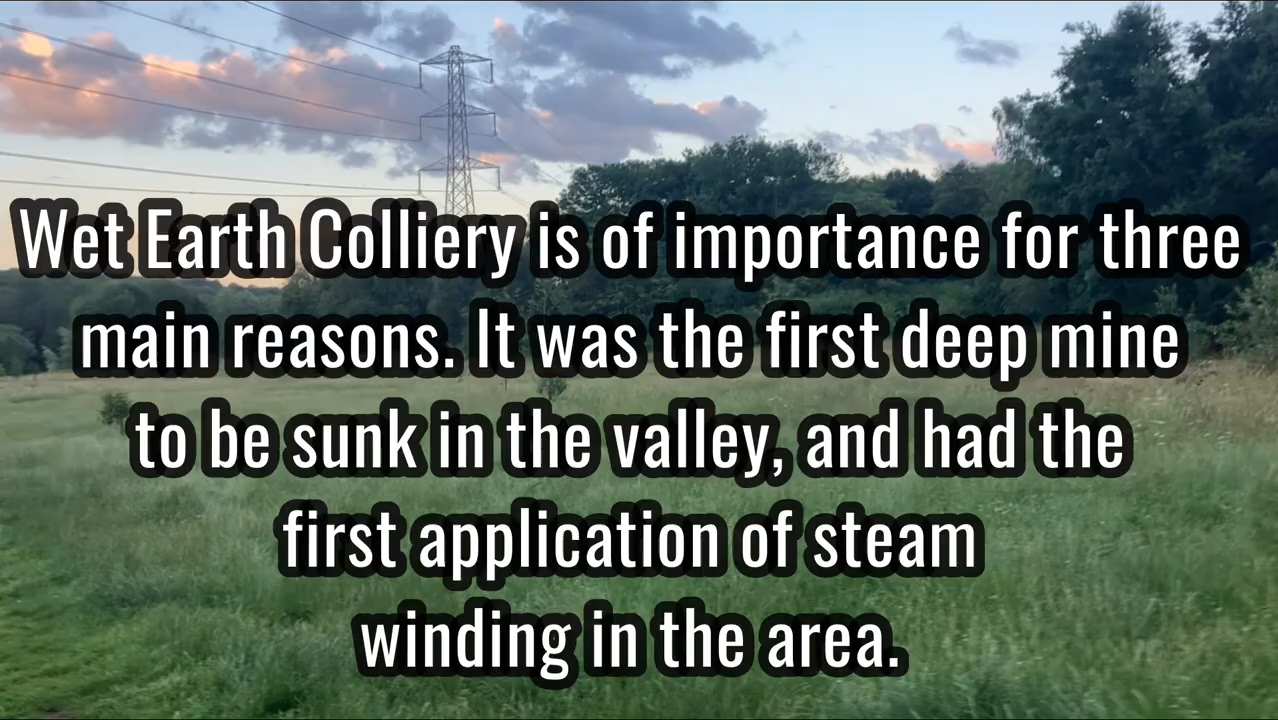 Wet Earth Colliery is of importance for three
main reasons. It was the first deep mine
to be sunk in the valley, and had the
first application of steam
winding in the area.